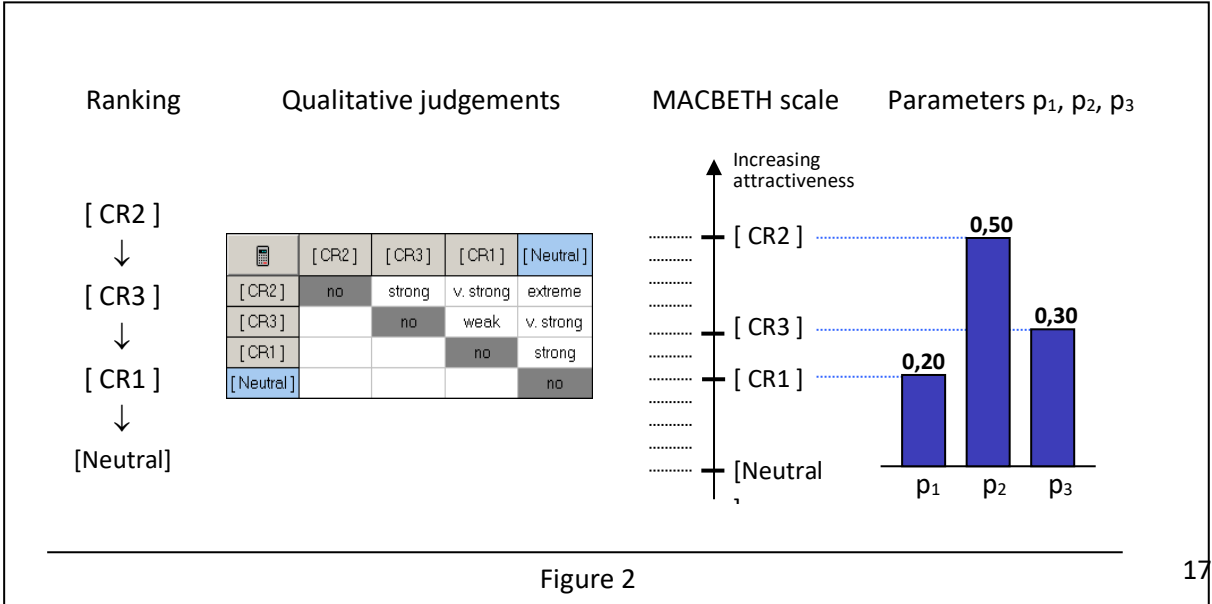 Ranking Qualitative judgements MACBETH scale Parameters p₁, p₂, p₃
[ CR2 ]
↓
[ CR3 ]
↓
[ CR1 ]
↓
[Neutral]
[ CR2 ] [ CR3 ] [ CR1 ] [ Neutral ]
[ CR2 ] no strong v. strong extreme
[ CR3 ] no weak v. strong
[ CR1 ] no strong
[ Neutral ] no
Increasing
attractiveness
[ CR2 ]
[ CR3 ]
[ CR1 ]
[Neutral
0,50
0,30
0,20
p₁ p₂ p₃
Figure 2
17